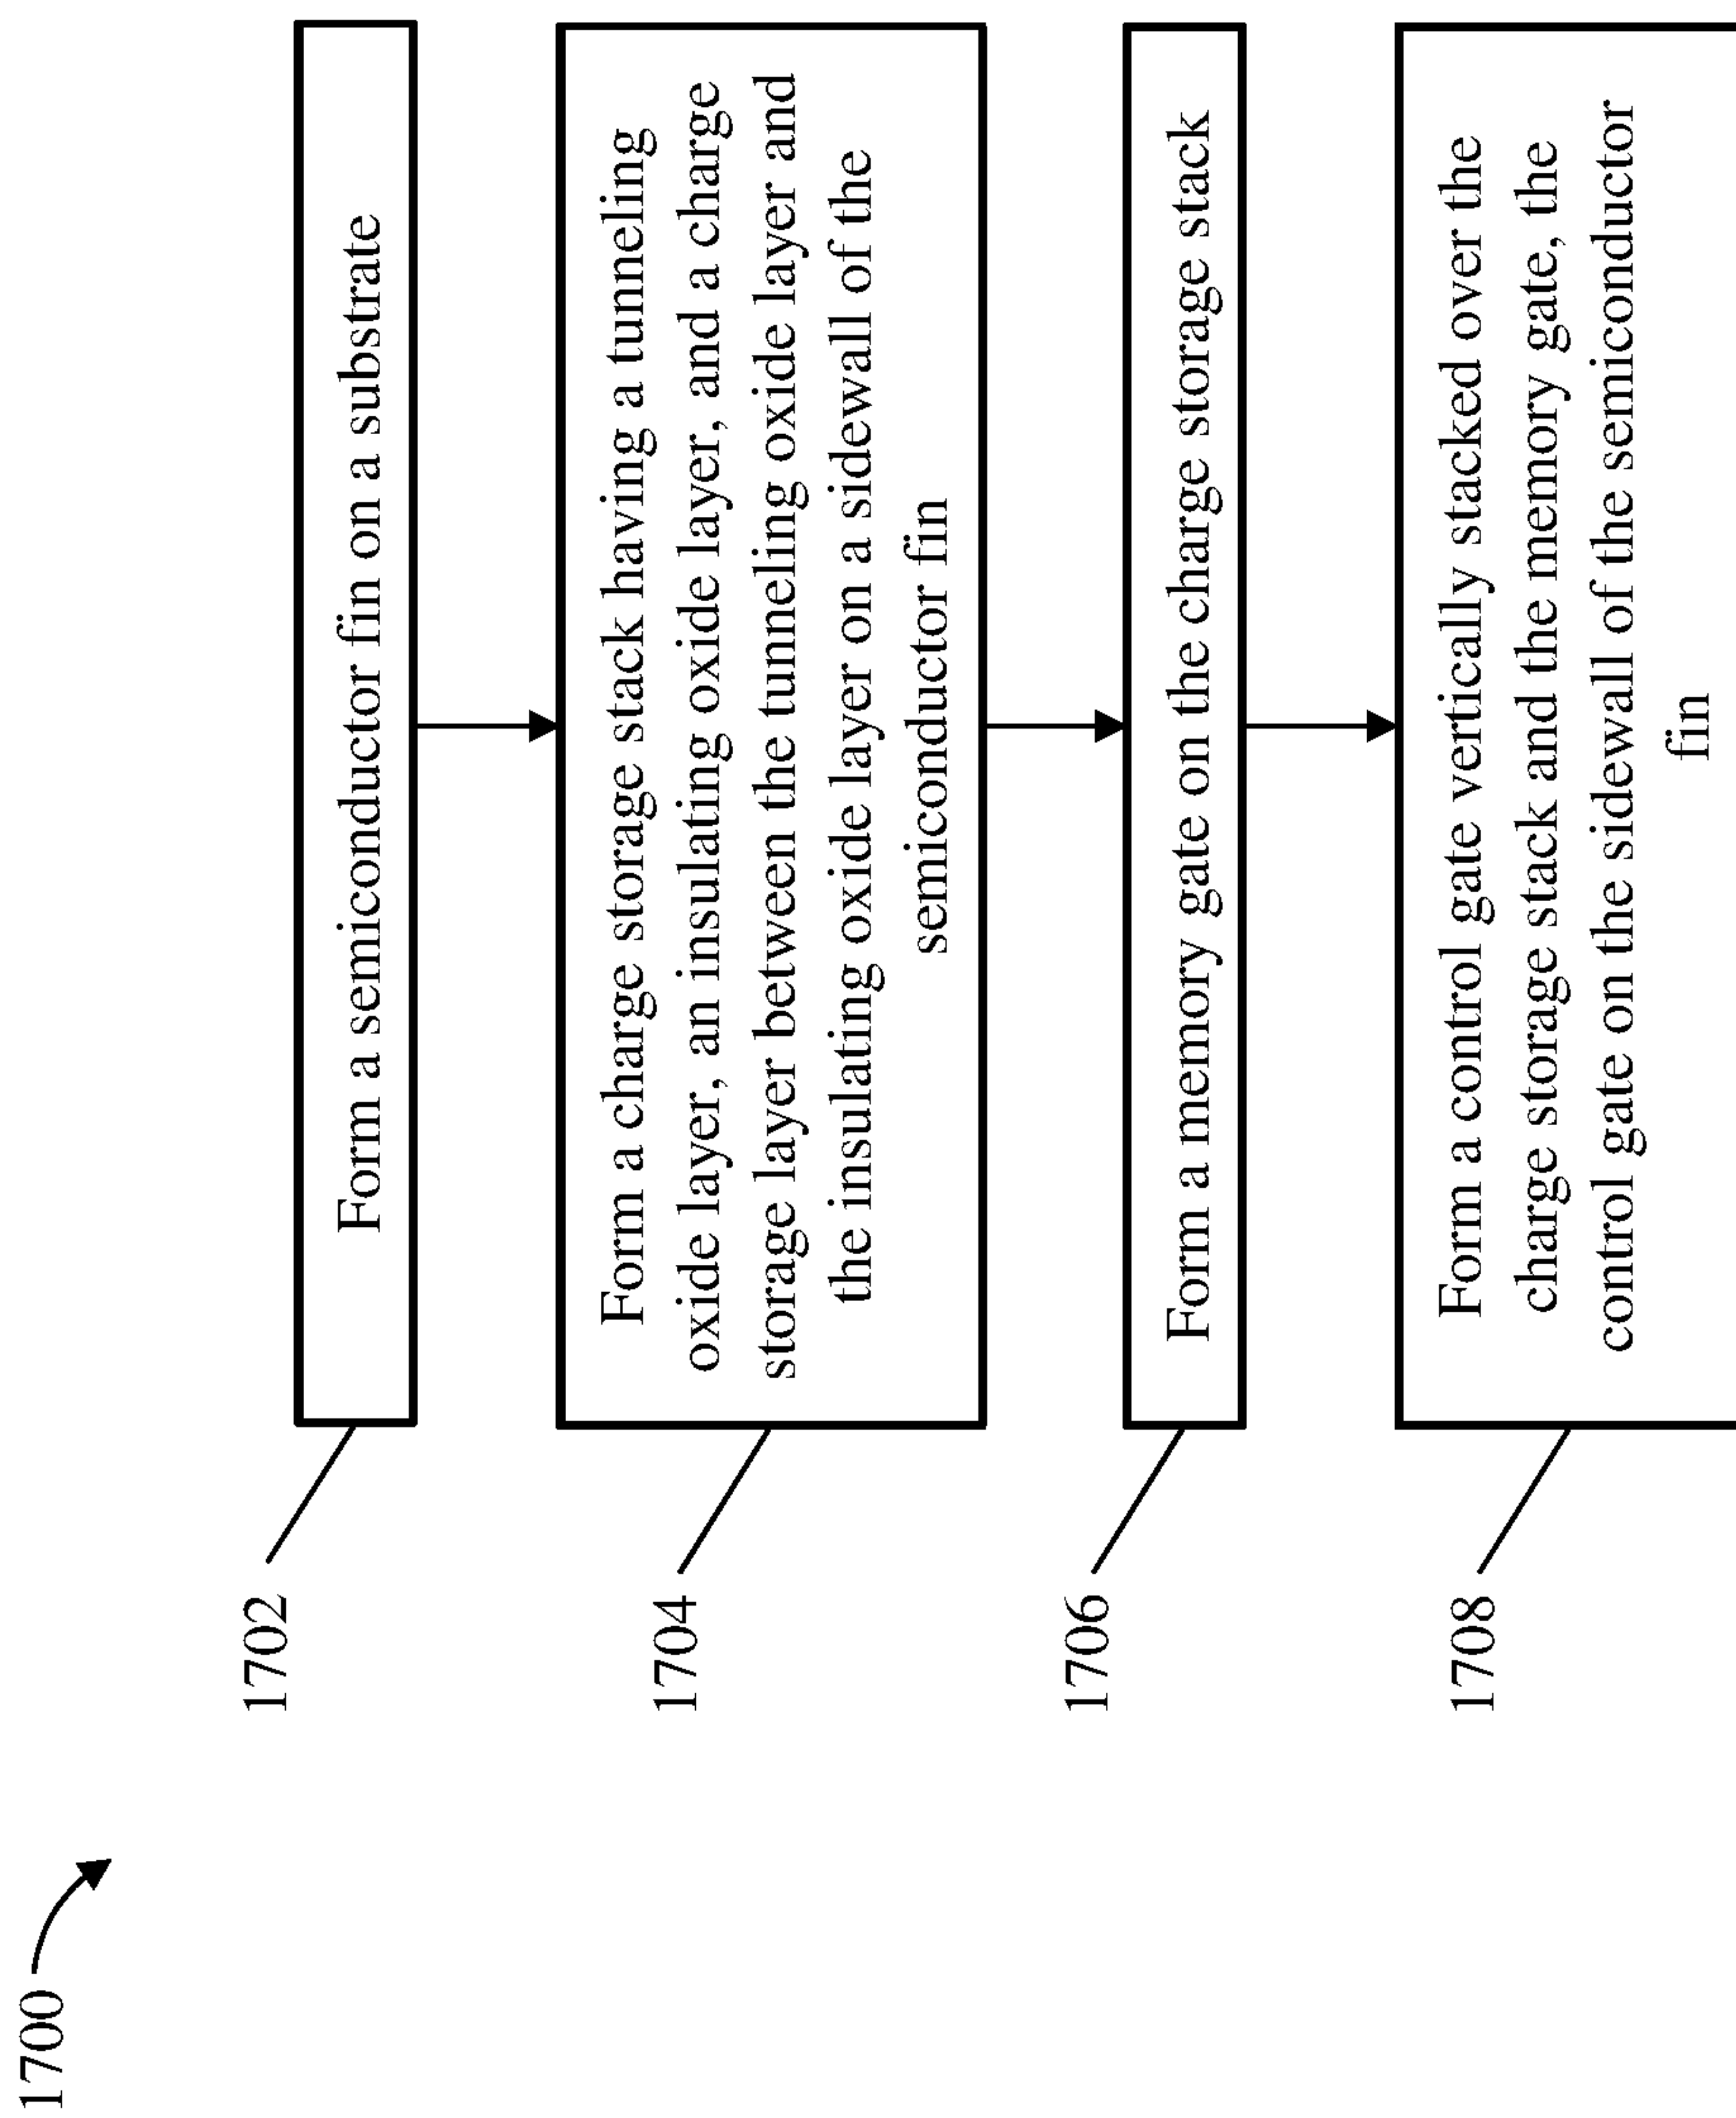 1700
1702
Form a semiconductor fin on a substrate
1704
Form a charge storage stack having a tunneling
oxide layer, an insulating oxide layer, and a charge
storage layer between the tunneling oxide layer and
the insulating oxide layer on a sidewall of the
semiconductor fin
1706
Form a memory gate on the charge storage stack
1708
Form a control gate vertically stacked over the
charge storage stack and the memory gate, the
control gate on the sidewall of the semiconductor
fin